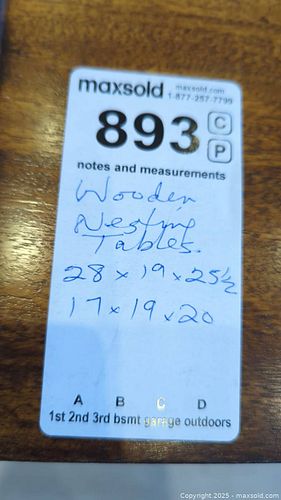 maxsold maxsold.com
1-877-257-7799
893 C
P
notes and measurements
Wooden
Nesting
Tables.
28 x 19 x 25½
17 x 19 x 20
A B C D
1st 2nd 3rd bsmt garage outdoors
Copyright © 2025 - maxsold.com